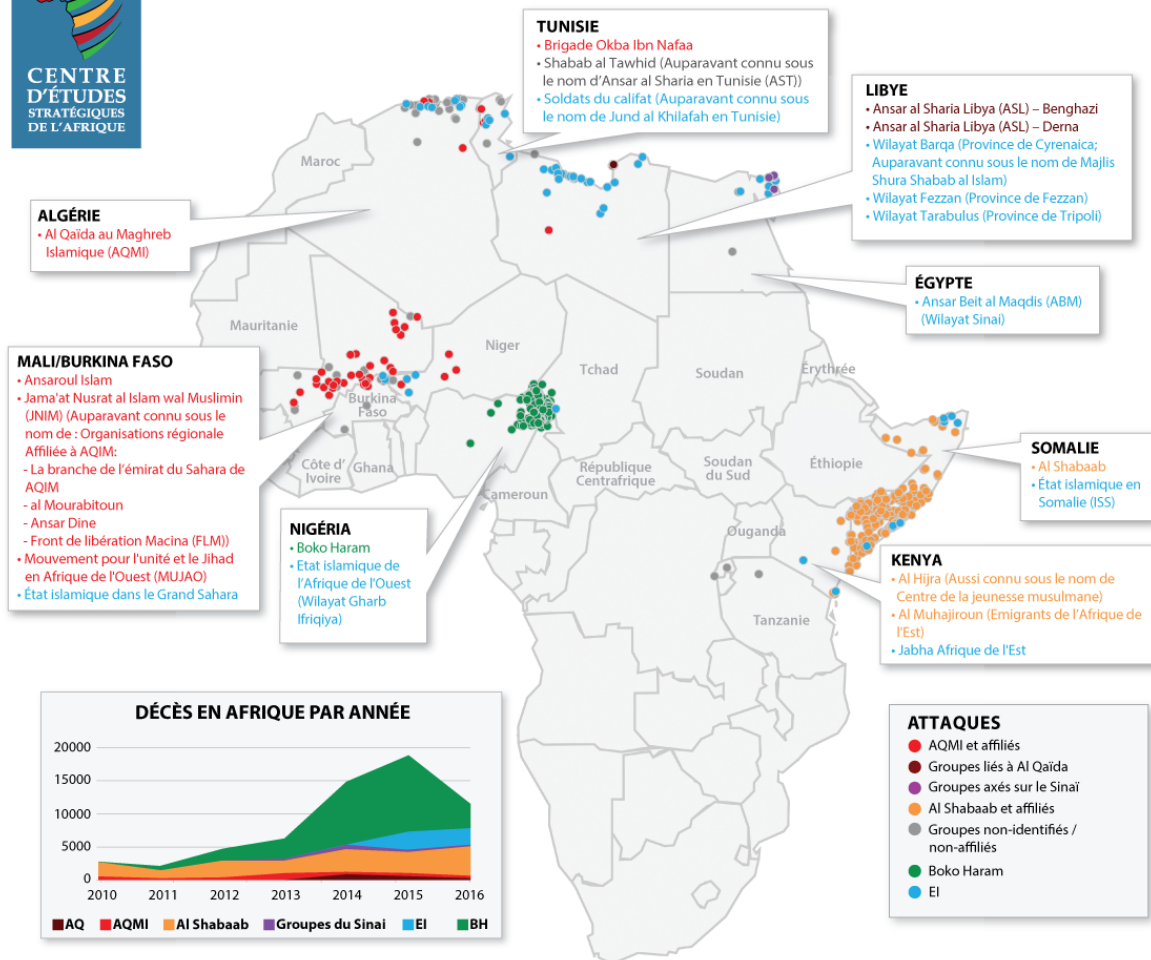 CENTRE
D'ÉTUDES
STRATÉGIQUES
DE L'AFRIQUE
TUNISIE
• Brigade Okba Ibn Nafaa
• Shabab al Tawhid (Auparavant connu sous
le nom d'Ansar al Sharia en Tunisie (AST))
• Soldats du califat (Auparavant connu sous
le nom de Jund al Khilafah en Tunisie)
LIBYE
• Ansar al Sharia Libya (ASL) – Benghazi
• Ansar al Sharia Libya (ASL) – Derna
• Wilayat Barqa (Province de Cyrenaica;
Auparavant connu sous le nom de Majlis
Shura Shabab al Islam)
• Wilayat Fezzan (Province de Fezzan)
• Wilayat Tarabulus (Province de Tripoli)
ALGÉRIE
• Al Qaïda au Maghreb
Islamique (AQMI)
ÉGYPTE
• Ansar Beit al Maqdis (ABM)
(Wilayat Sinai)
Maroc
Mauritanie
Niger
Tchad
Soudan
Érythrée
Burkina
Faso
Côte d'
Ivoire
Ghana
Cameroun
République
Centrafrique
Soudan
du Sud
Éthiopie
Ouganda
Tanzanie
MALI/BURKINA FASO
• Ansaroul Islam
• Jama'at Nusrat al Islam wal Muslimin
(JNIM) (Auparavant connu sous le
nom de : Organisations régionale
Affiliée à AQIM:
- La branche de l'émirat du Sahara de
AQIM
- al Mourabitoun
- Ansar Dine
- Front de libération Macina (FLM))
• Mouvement pour l'unité et le Jihad
en Afrique de l'Ouest (MUJAO)
• État islamique dans le Grand Sahara
NIGÉRIA
• Boko Haram
• Etat islamique de
l'Afrique de l'Ouest
(Wilayat Gharb
Ifriqiya)
SOMALIE
• Al Shabaab
• État islamique en
Somalie (ISS)
KENYA
• Al Hijra (Aussi connu sous le nom de
Centre de la jeunesse musulmane)
• Al Muhajiroun (Emigrants de l'Afrique de
l'Est)
• Jabha Afrique de l'Est
DÉCÈS EN AFRIQUE PAR ANNÉE
20000
15000
10000
5000
0
2010 2011 2012 2013 2014 2015 2016
AQ AQMI Al Shabaab Groupes du Sinai EI BH
ATTAQUES
AQMI et affiliés
Groupes liés à Al Qaïda
Groupes axés sur le Sinaï
Al Shabaab et affiliés
Groupes non-identifiés /
non-affiliés
Boko Haram
EI